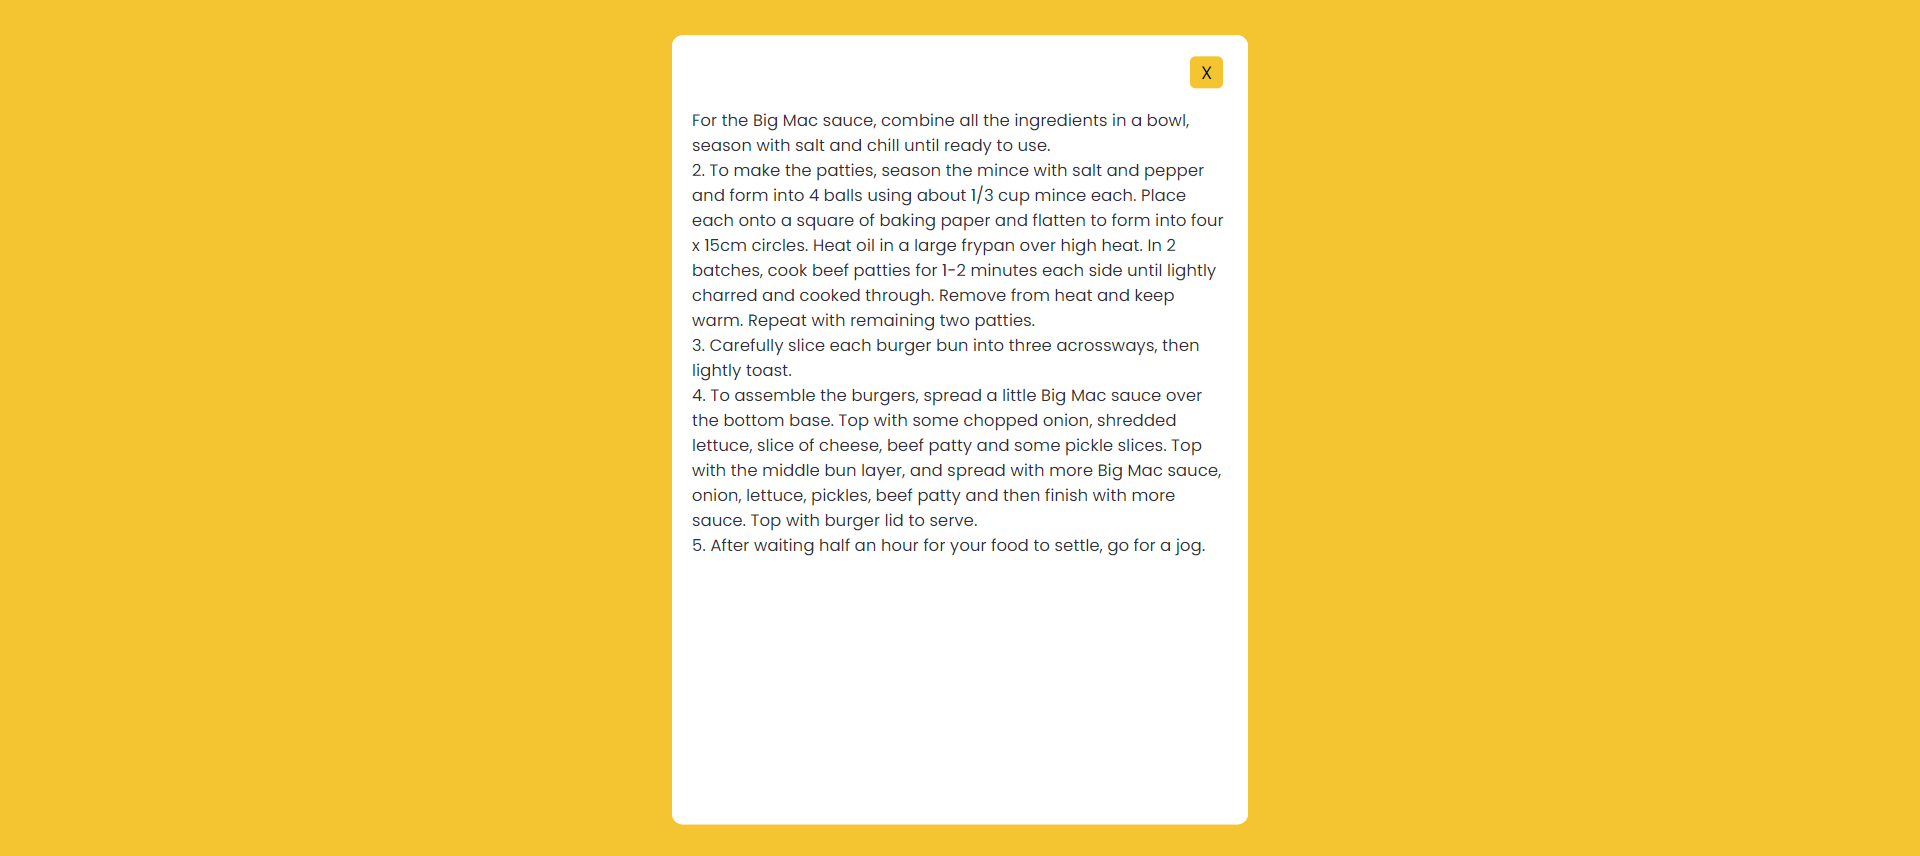 X
For the Big Mac sauce, combine all the ingredients in a bowl,
season with salt and chill until ready to use.
2. To make the patties, season the mince with salt and pepper
and form into 4 balls using about 1/3 cup mince each. Place
each onto a square of baking paper and flatten to form into four
x 15cm circles. Heat oil in a large frypan over high heat. In 2
batches, cook beef patties for 1-2 minutes each side until lightly
charred and cooked through. Remove from heat and keep
warm. Repeat with remaining two patties.
3. Carefully slice each burger bun into three acrossways, then
lightly toast.
4. To assemble the burgers, spread a little Big Mac sauce over
the bottom base. Top with some chopped onion, shredded
lettuce, slice of cheese, beef patty and some pickle slices. Top
with the middle bun layer, and spread with more Big Mac sauce,
onion, lettuce, pickles, beef patty and then finish with more
sauce. Top with burger lid to serve.
5. After waiting half an hour for your food to settle, go for a jog.